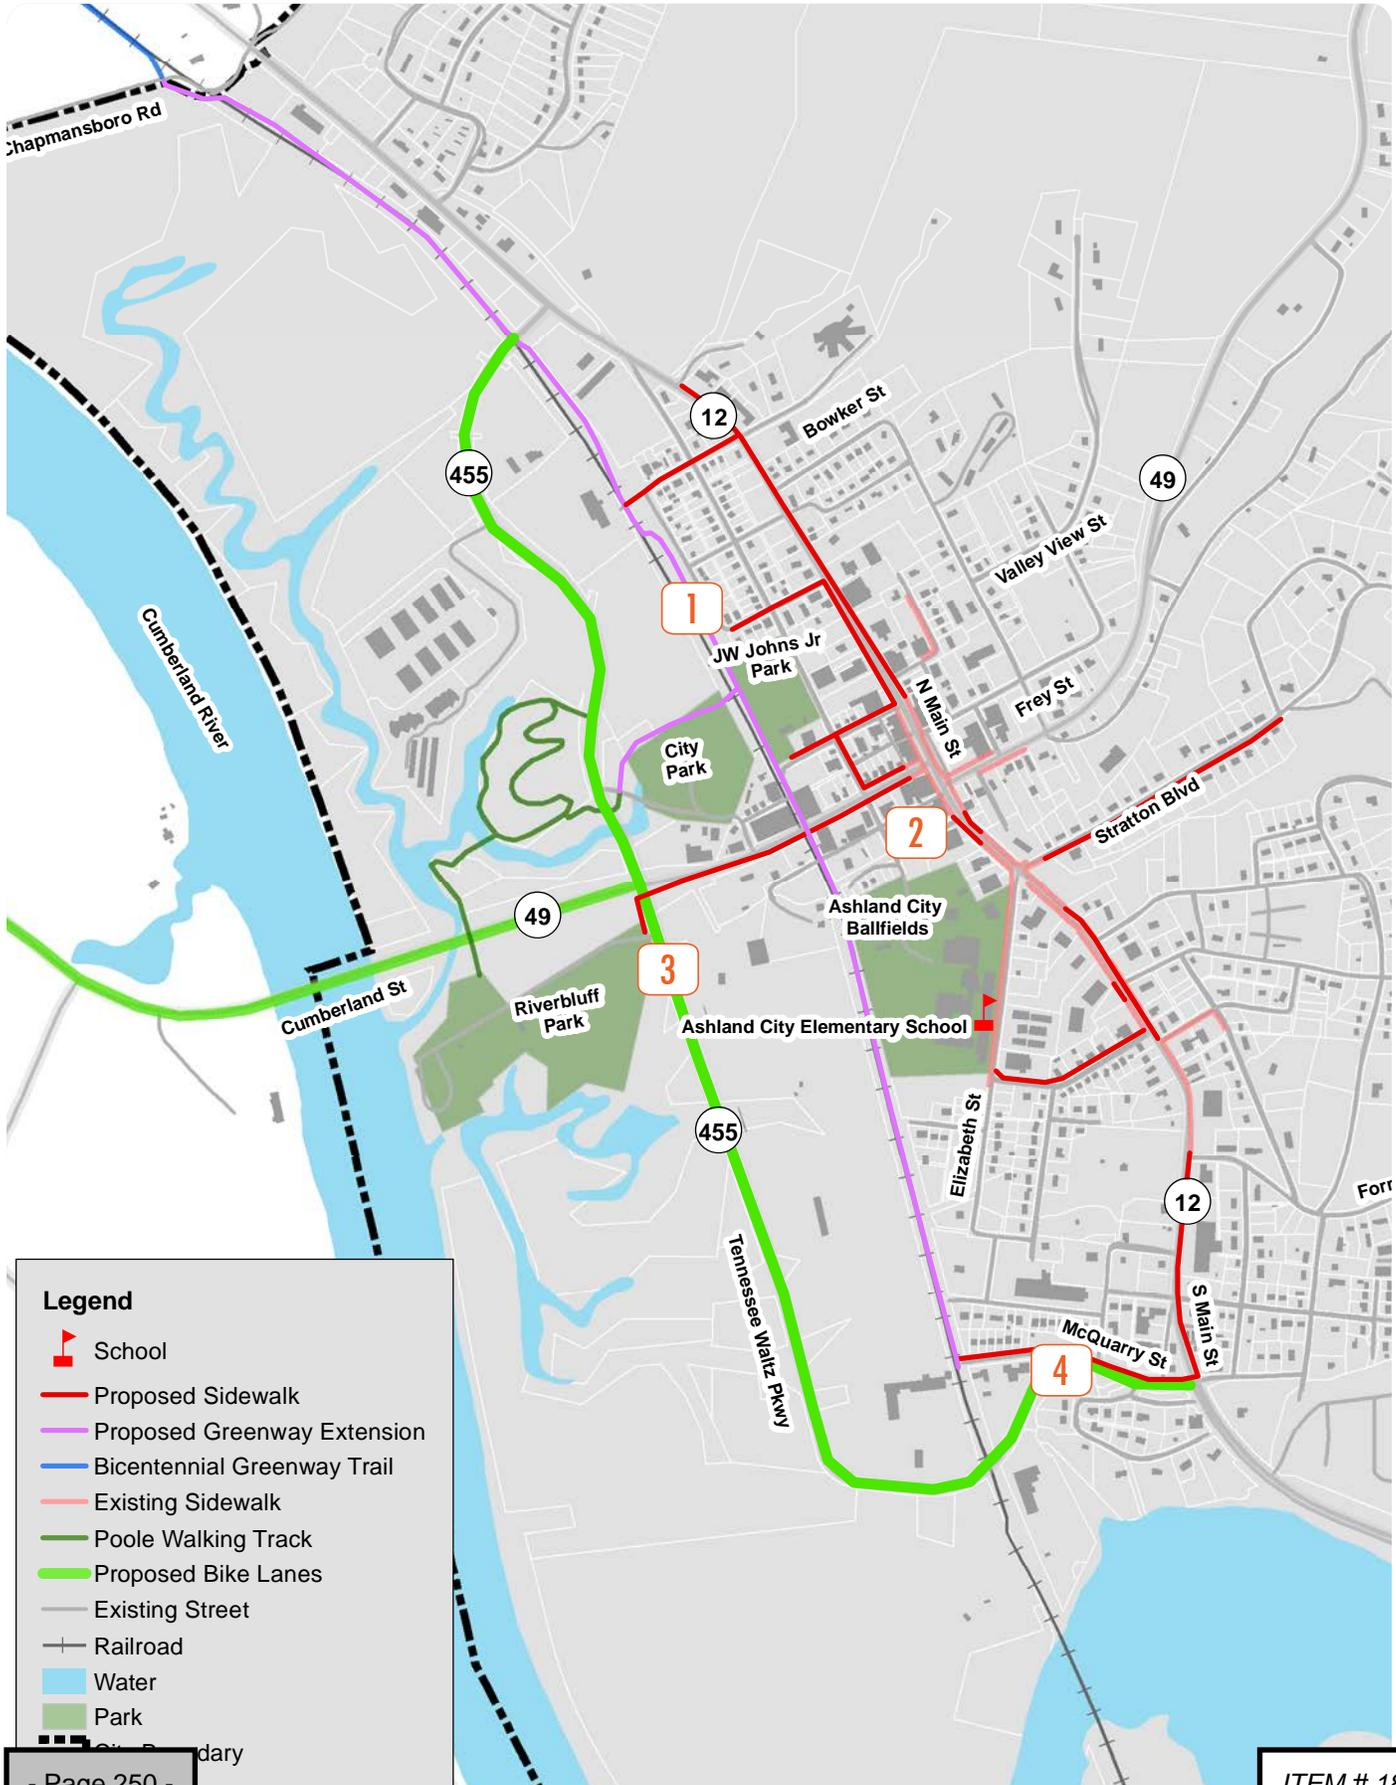 Chapmansboro Rd
12
Bowker St
455
49
Valley View St
Cumberland River
1
JW Johns Jr
Park
N Main St
Frey St
City
Park
Stratton Blvd
2
49
Ashland City
Ballfields
3
Cumberland St
Riverbluff
Park
Ashland City Elementary School
455
Elizabeth St
12
Tennessee Waltz Pkwy
S Main St
McQuarry St
4
Legend
School
Proposed Sidewalk
Proposed Greenway Extension
Bicentennial Greenway Trail
Existing Sidewalk
Poole Walking Track
Proposed Bike Lanes
Existing Street
Railroad
Water
Park
- Page 250 -
ITEM #